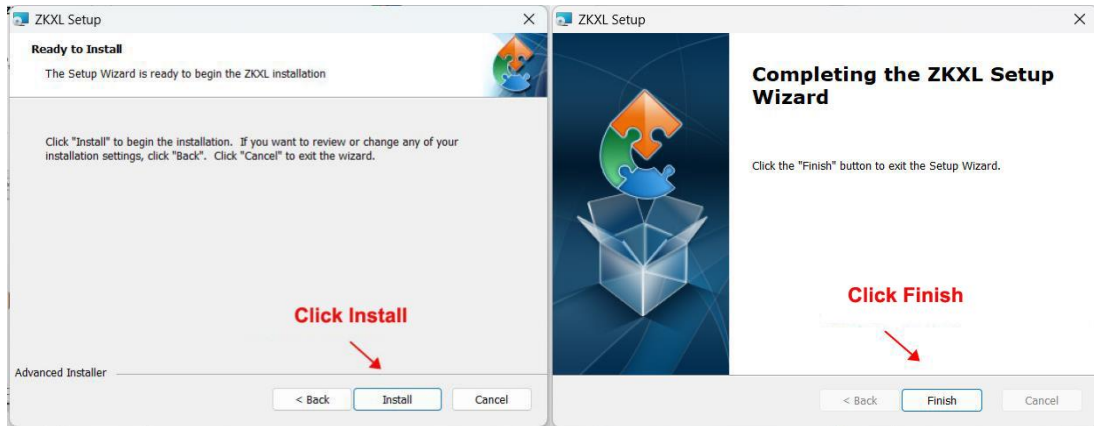 ZKXL Setup
Ready to Install
The Setup Wizard is ready to begin the ZKXL installation
Click "Install" to begin the installation. If you want to review or change any of your
installation settings, click "Back". Click "Cancel" to exit the wizard.
Click Install
Advanced Installer
< Back Install Cancel
ZKXL Setup
Completing the ZKXL Setup
Wizard
Click the "Finish" button to exit the Setup Wizard.
Click Finish
< Back Finish Cancel